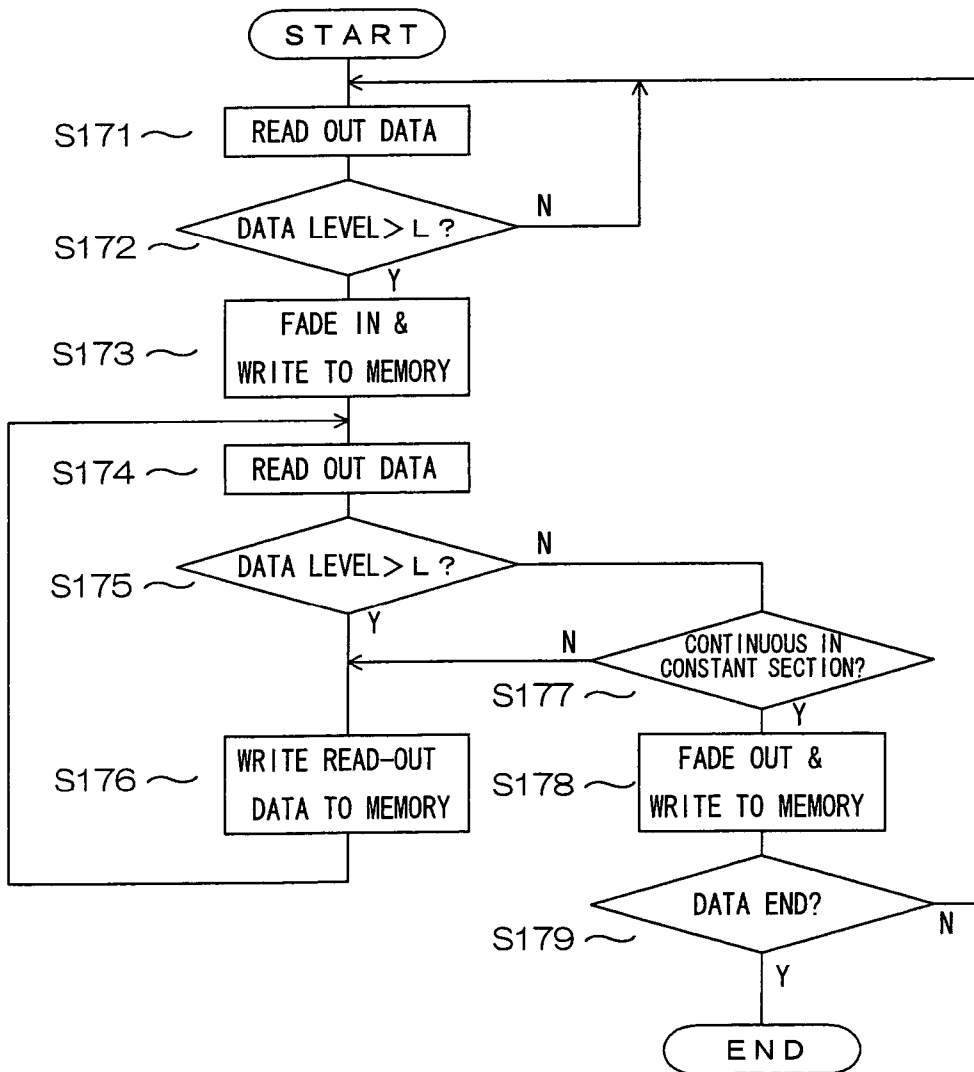 START
S171
READ OUT DATA
S172
DATA LEVEL>L?
N
Y
S173
FADE IN &
WRITE TO MEMORY
S174
READ OUT DATA
S175
DATA LEVEL>L?
N
Y
N
CONTINUOUS IN
CONSTANT SECTION?
S177
Y
S176
WRITE READ-OUT
DATA TO MEMORY
S178
FADE OUT &
WRITE TO MEMORY
DATA END?
S179
N
Y
END